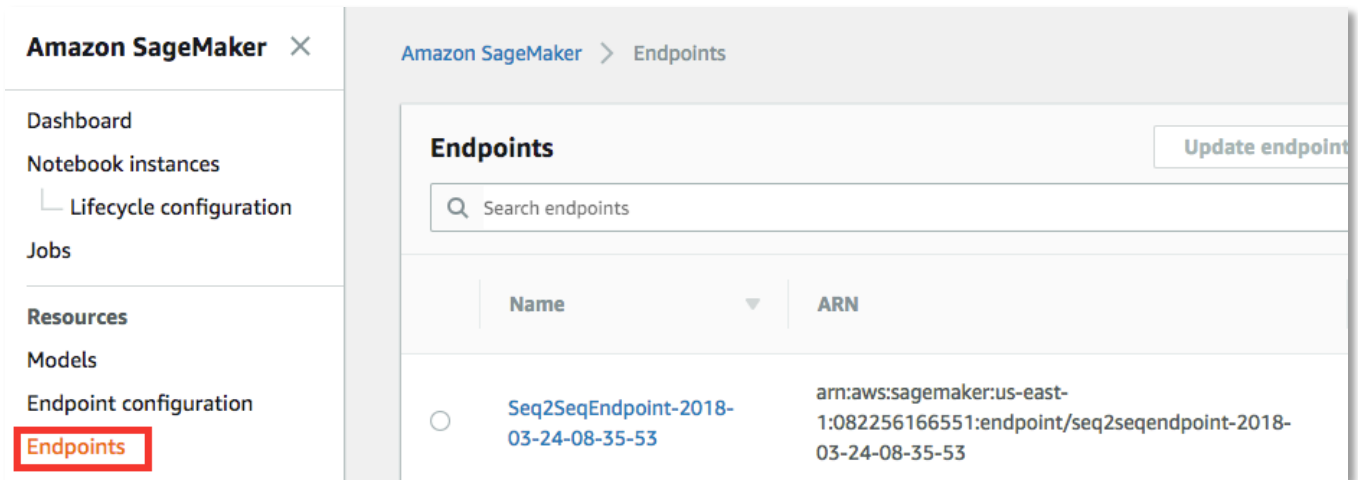 Amazon SageMaker
Dashboard
Notebook instances
Lifecycle configuration
Jobs
Resources
Models
Endpoint configuration
Endpoints
Amazon SageMaker > Endpoints
Endpoints
Update endpoint
Search endpoints
Name
ARN
Seq2SeqEndpoint-2018-
03-24-08-35-53
arn:aws:sagemaker:us-east-
1:082256166551:endpoint/seq2seqendpoint-2018-
03-24-08-35-53